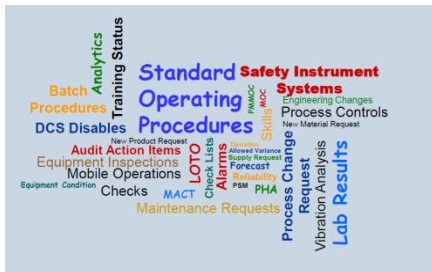 Analytics
Training Status
Standard
Operating
Procedures
Safety Instrument
Systems
Batch
Procedures
PMMOC
MOC
Skills
Engineering Changes
Process Controls
New Material Request
DCS Disables
New Product Request
Audit Action Items
Equipment Inspections
Mobile Operations
Equipment Condition
Checks
LOTO
Check Lists
Alarms
Deviation
Allowed Variance
Supply Request
Forecast
Reliability
PSM
PHA
MACT
Maintenance Requests
Process Change
Request
Vibration Analysis
Lab Results